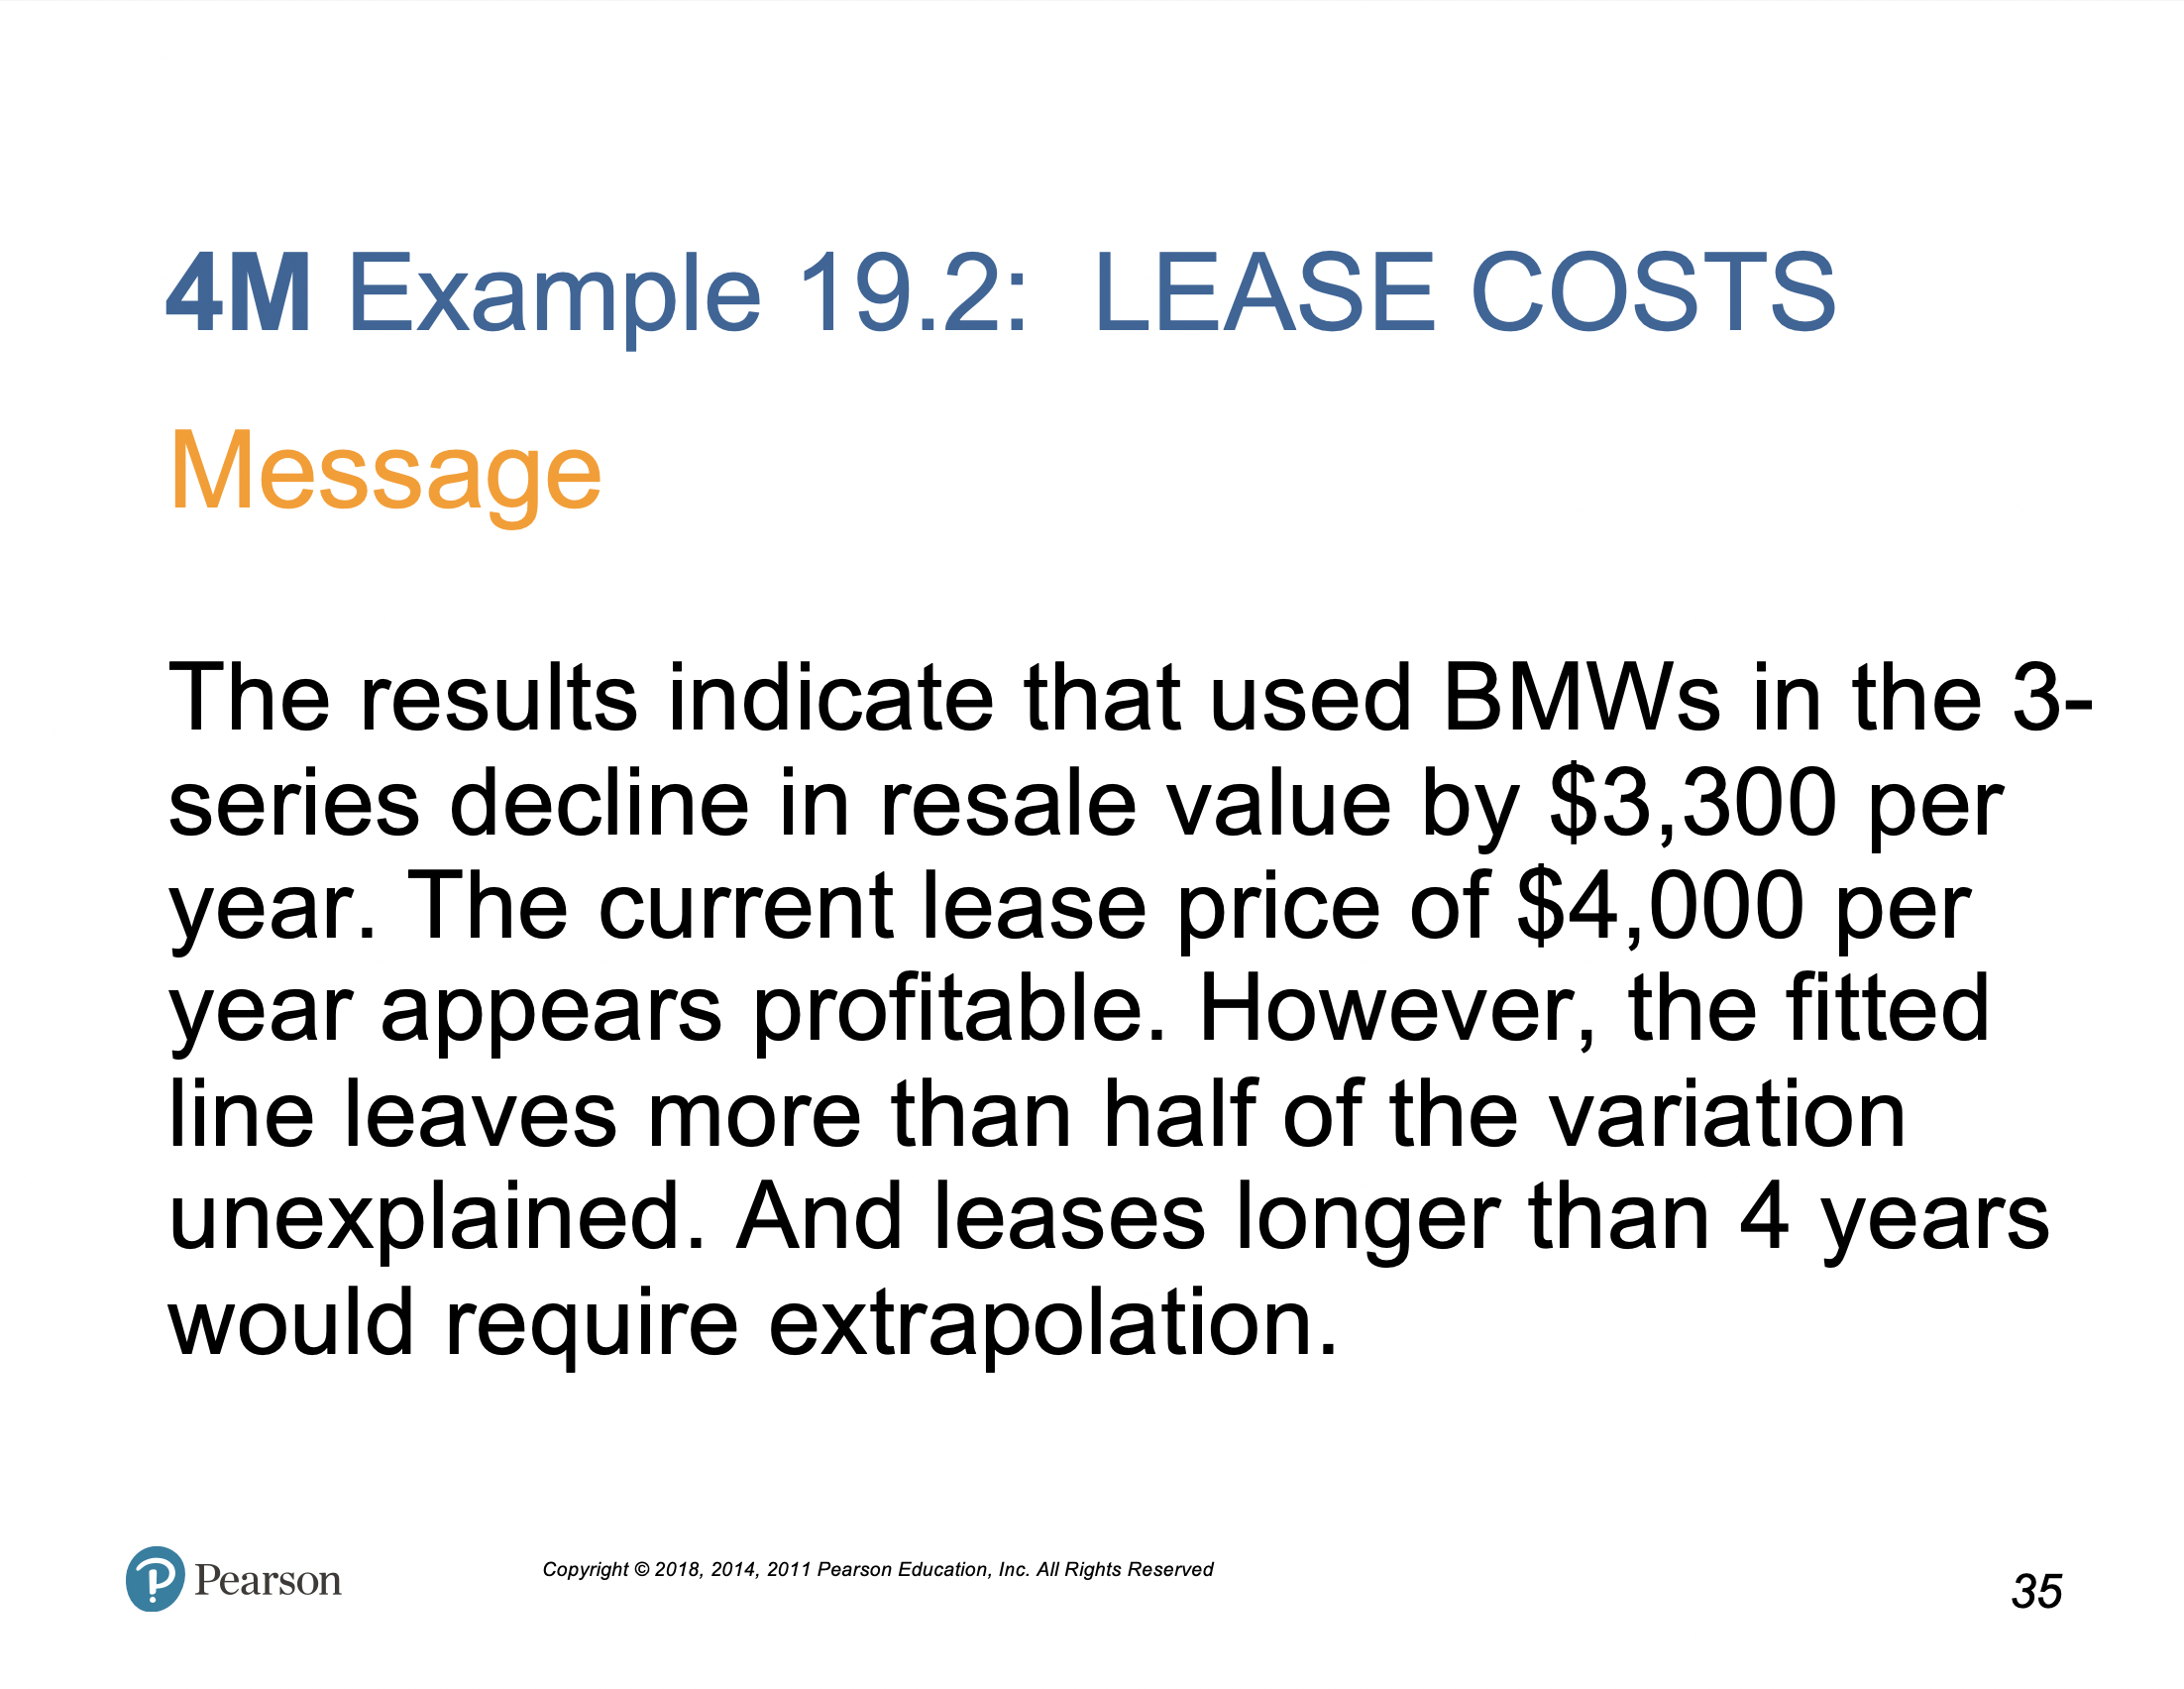 4M Example 19.2:  LEASE COSTS
Message
The results indicate that used BMWs in the 3-
series decline in resale value by $3,300 per
year. The current lease price of $4,000 per
year appears profitable. However, the fitted
line leaves more than half of the variation
unexplained. And leases longer than 4 years
would require extrapolation.
Pearson
Copyright © 2018, 2014, 2011 Pearson Education, Inc. All Rights Reserved
35